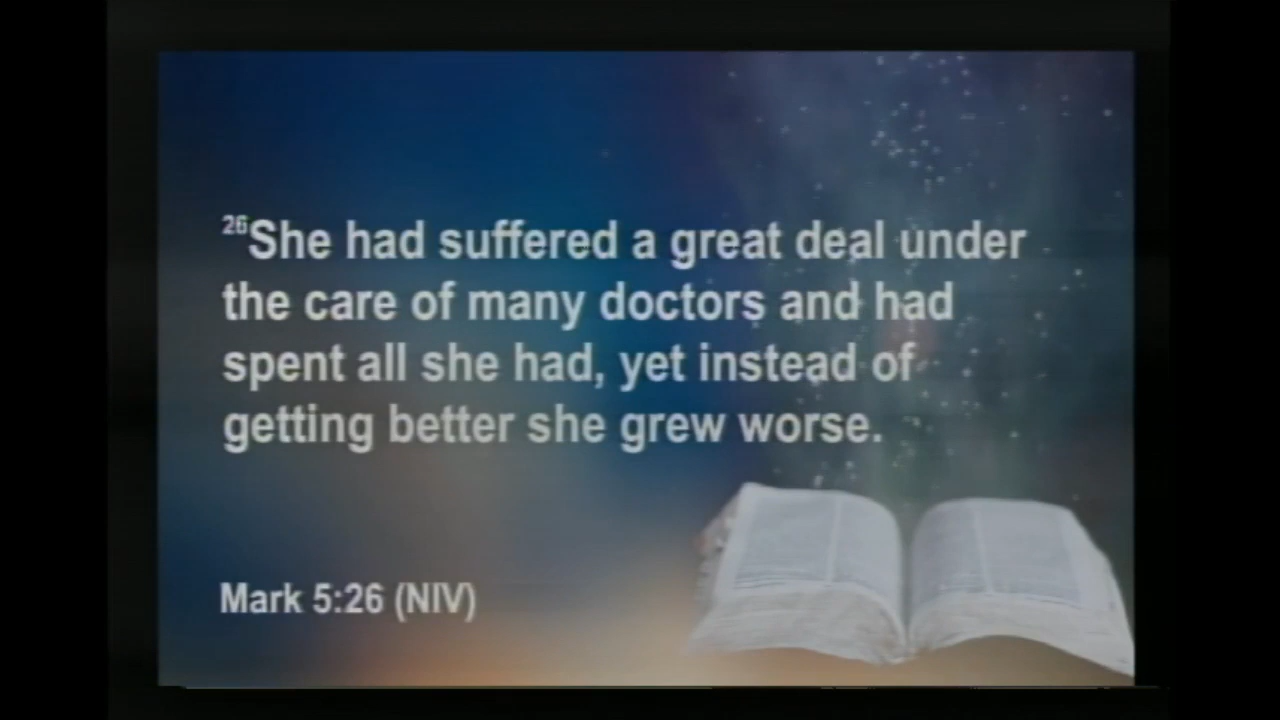 26She had suffered a great deal under
the care of many doctors and had
spent all she had, yet instead of
getting better she grew worse.
Mark 5:26 (NIV)